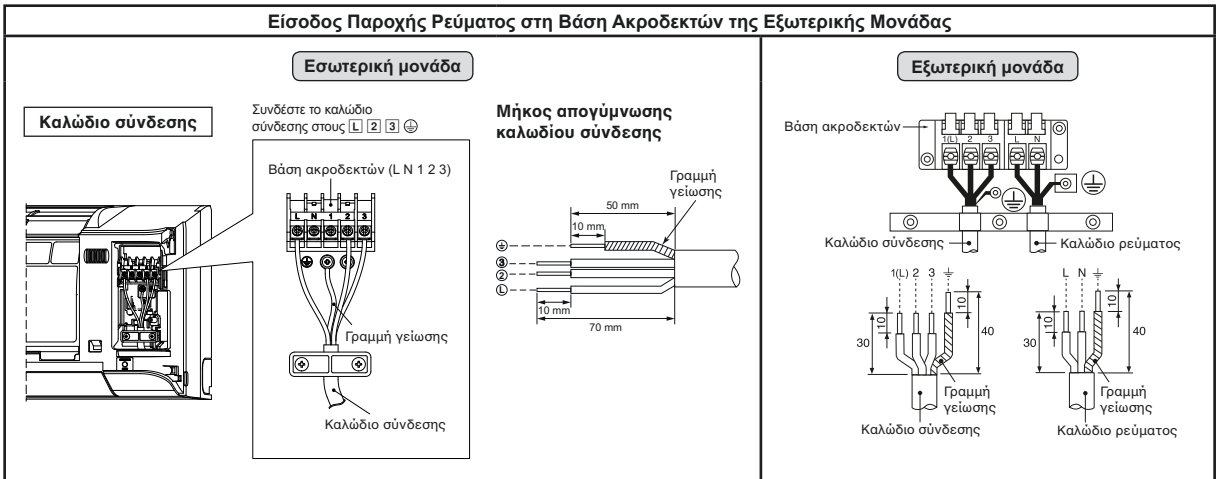 Είσοδος Παροχής Ρεύματος στη Βάση Ακροδεκτών της Εξωτερικής Μονάδας
Εσωτερική μονάδα
Καλώδιο σύνδεσης
Συνδέστε το καλώδιο
σύνδεσης στους L 2 3 ⏚
Βάση ακροδεκτών (L N 1 2 3)
L N 1 2 3
Γραμμή γείωσης
Καλώδιο σύνδεσης
Μήκος απογύμνωσης
καλωδίου σύνδεσης
Γραμμή
γείωσης
50 mm
10 mm
⏚
3
2
L
10 mm
70 mm
Εξωτερική μονάδα
Βάση ακροδεκτών
1(L) 2 3 L N
⏚
⏚
Καλώδιο σύνδεσης
Καλώδιο ρεύματος
1(L) 2 3 ⏚
10
10
30
40
Γραμμή
γείωσης
Καλώδιο σύνδεσης
L N ⏚
10
10
30
40
Γραμμή
γείωσης
Καλώδιο ρεύματος